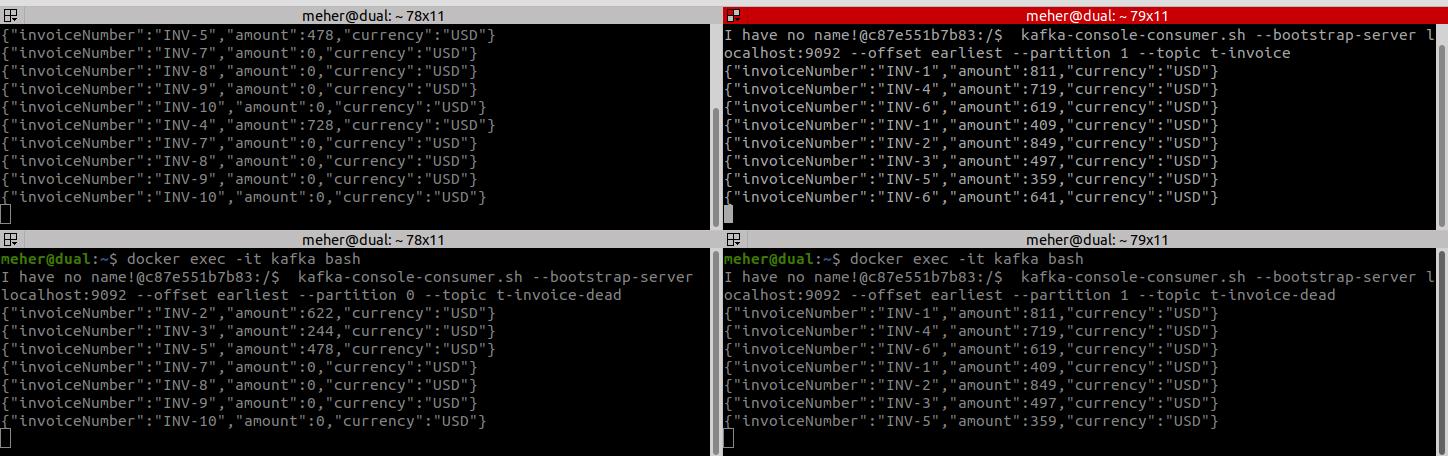 meher@dual: ~ 78x11
{"invoiceNumber":"INV-5","amount":478,"currency":"USD"}
{"invoiceNumber":"INV-7","amount":0,"currency":"USD"}
{"invoiceNumber":"INV-8","amount":0,"currency":"USD"}
{"invoiceNumber":"INV-9","amount":0,"currency":"USD"}
{"invoiceNumber":"INV-10","amount":0,"currency":"USD"}
{"invoiceNumber":"INV-4","amount":728,"currency":"USD"}
{"invoiceNumber":"INV-7","amount":0,"currency":"USD"}
{"invoiceNumber":"INV-8","amount":0,"currency":"USD"}
{"invoiceNumber":"INV-9","amount":0,"currency":"USD"}
{"invoiceNumber":"INV-10","amount":0,"currency":"USD"}
meher@dual: ~ 79x11
I have no name!@c87e551b7b83:/$  kafka-console-consumer.sh --bootstrap-server l
ocalhost:9092 --offset earliest --partition 1 --topic t-invoice
{"invoiceNumber":"INV-1","amount":811,"currency":"USD"}
{"invoiceNumber":"INV-4","amount":719,"currency":"USD"}
{"invoiceNumber":"INV-6","amount":619,"currency":"USD"}
{"invoiceNumber":"INV-1","amount":409,"currency":"USD"}
{"invoiceNumber":"INV-2","amount":849,"currency":"USD"}
{"invoiceNumber":"INV-3","amount":497,"currency":"USD"}
{"invoiceNumber":"INV-5","amount":359,"currency":"USD"}
{"invoiceNumber":"INV-6","amount":641,"currency":"USD"}
meher@dual: ~ 78x11
meher@dual:~$ docker exec -it kafka bash
I have no name!@c87e551b7b83:/$  kafka-console-consumer.sh --bootstrap-server
localhost:9092 --offset earliest --partition 0 --topic t-invoice-dead
{"invoiceNumber":"INV-2","amount":622,"currency":"USD"}
{"invoiceNumber":"INV-3","amount":244,"currency":"USD"}
{"invoiceNumber":"INV-5","amount":478,"currency":"USD"}
{"invoiceNumber":"INV-7","amount":0,"currency":"USD"}
{"invoiceNumber":"INV-8","amount":0,"currency":"USD"}
{"invoiceNumber":"INV-9","amount":0,"currency":"USD"}
{"invoiceNumber":"INV-10","amount":0,"currency":"USD"}
meher@dual: ~ 79x11
meher@dual:~$ docker exec -it kafka bash
I have no name!@c87e551b7b83:/$  kafka-console-consumer.sh --bootstrap-server l
ocalhost:9092 --offset earliest --partition 1 --topic t-invoice-dead
{"invoiceNumber":"INV-1","amount":811,"currency":"USD"}
{"invoiceNumber":"INV-4","amount":719,"currency":"USD"}
{"invoiceNumber":"INV-6","amount":619,"currency":"USD"}
{"invoiceNumber":"INV-1","amount":409,"currency":"USD"}
{"invoiceNumber":"INV-2","amount":849,"currency":"USD"}
{"invoiceNumber":"INV-3","amount":497,"currency":"USD"}
{"invoiceNumber":"INV-5","amount":359,"currency":"USD"}